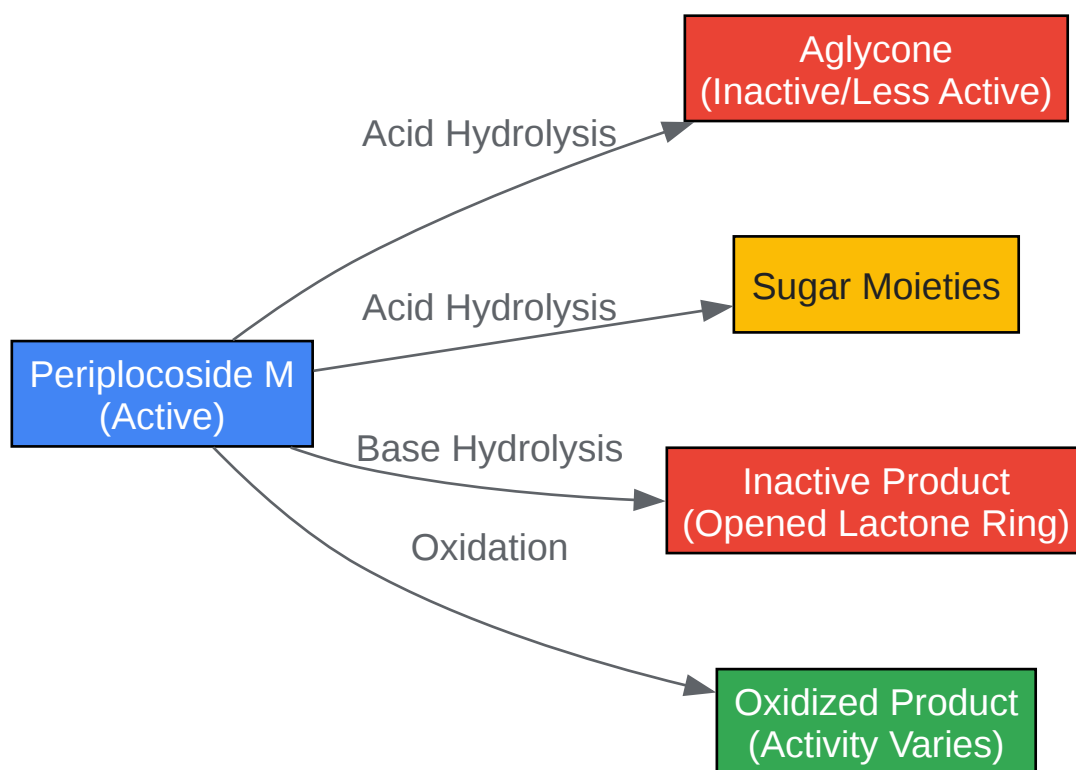 Aglycone
(Inactive/Less Active)
Acid Hydrolysis
Sugar Moieties
Acid Hydrolysis
Periplocoside M
(Active)
Base Hydrolysis
Inactive Product
(Opened Lactone Ring)
Oxidation
Oxidized Product
(Activity Varies)